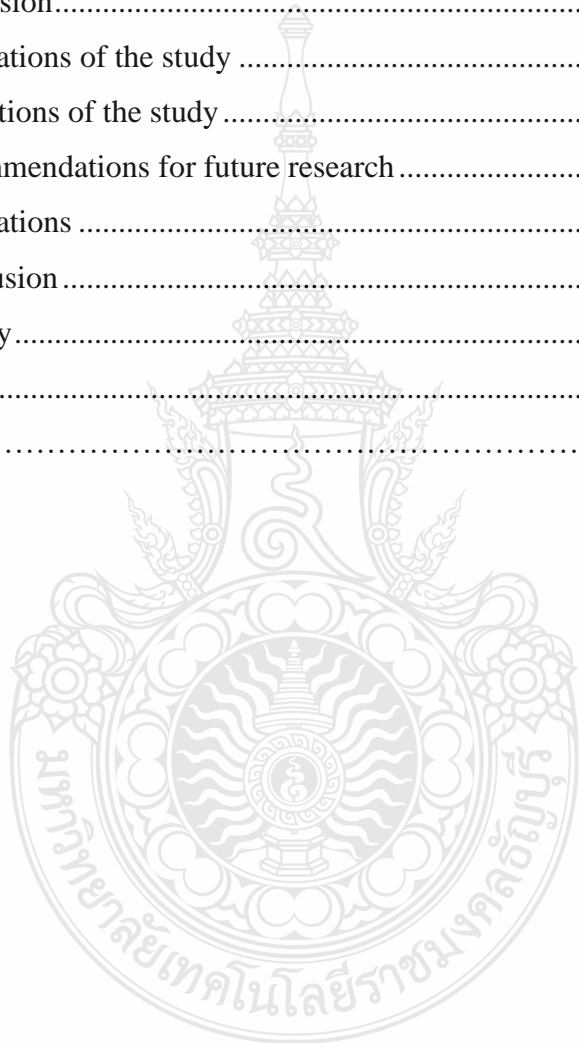 sion..........................................................
ations of the study..........................................................
tions of the study..........................................................
mendations for future research..........................................................
ations..........................................................
usion..........................................................
y..........................................................
..........................................................
..........................................................
มหาวิทยาลัยเทคโนโลยีราชมงคลธัญบุรี